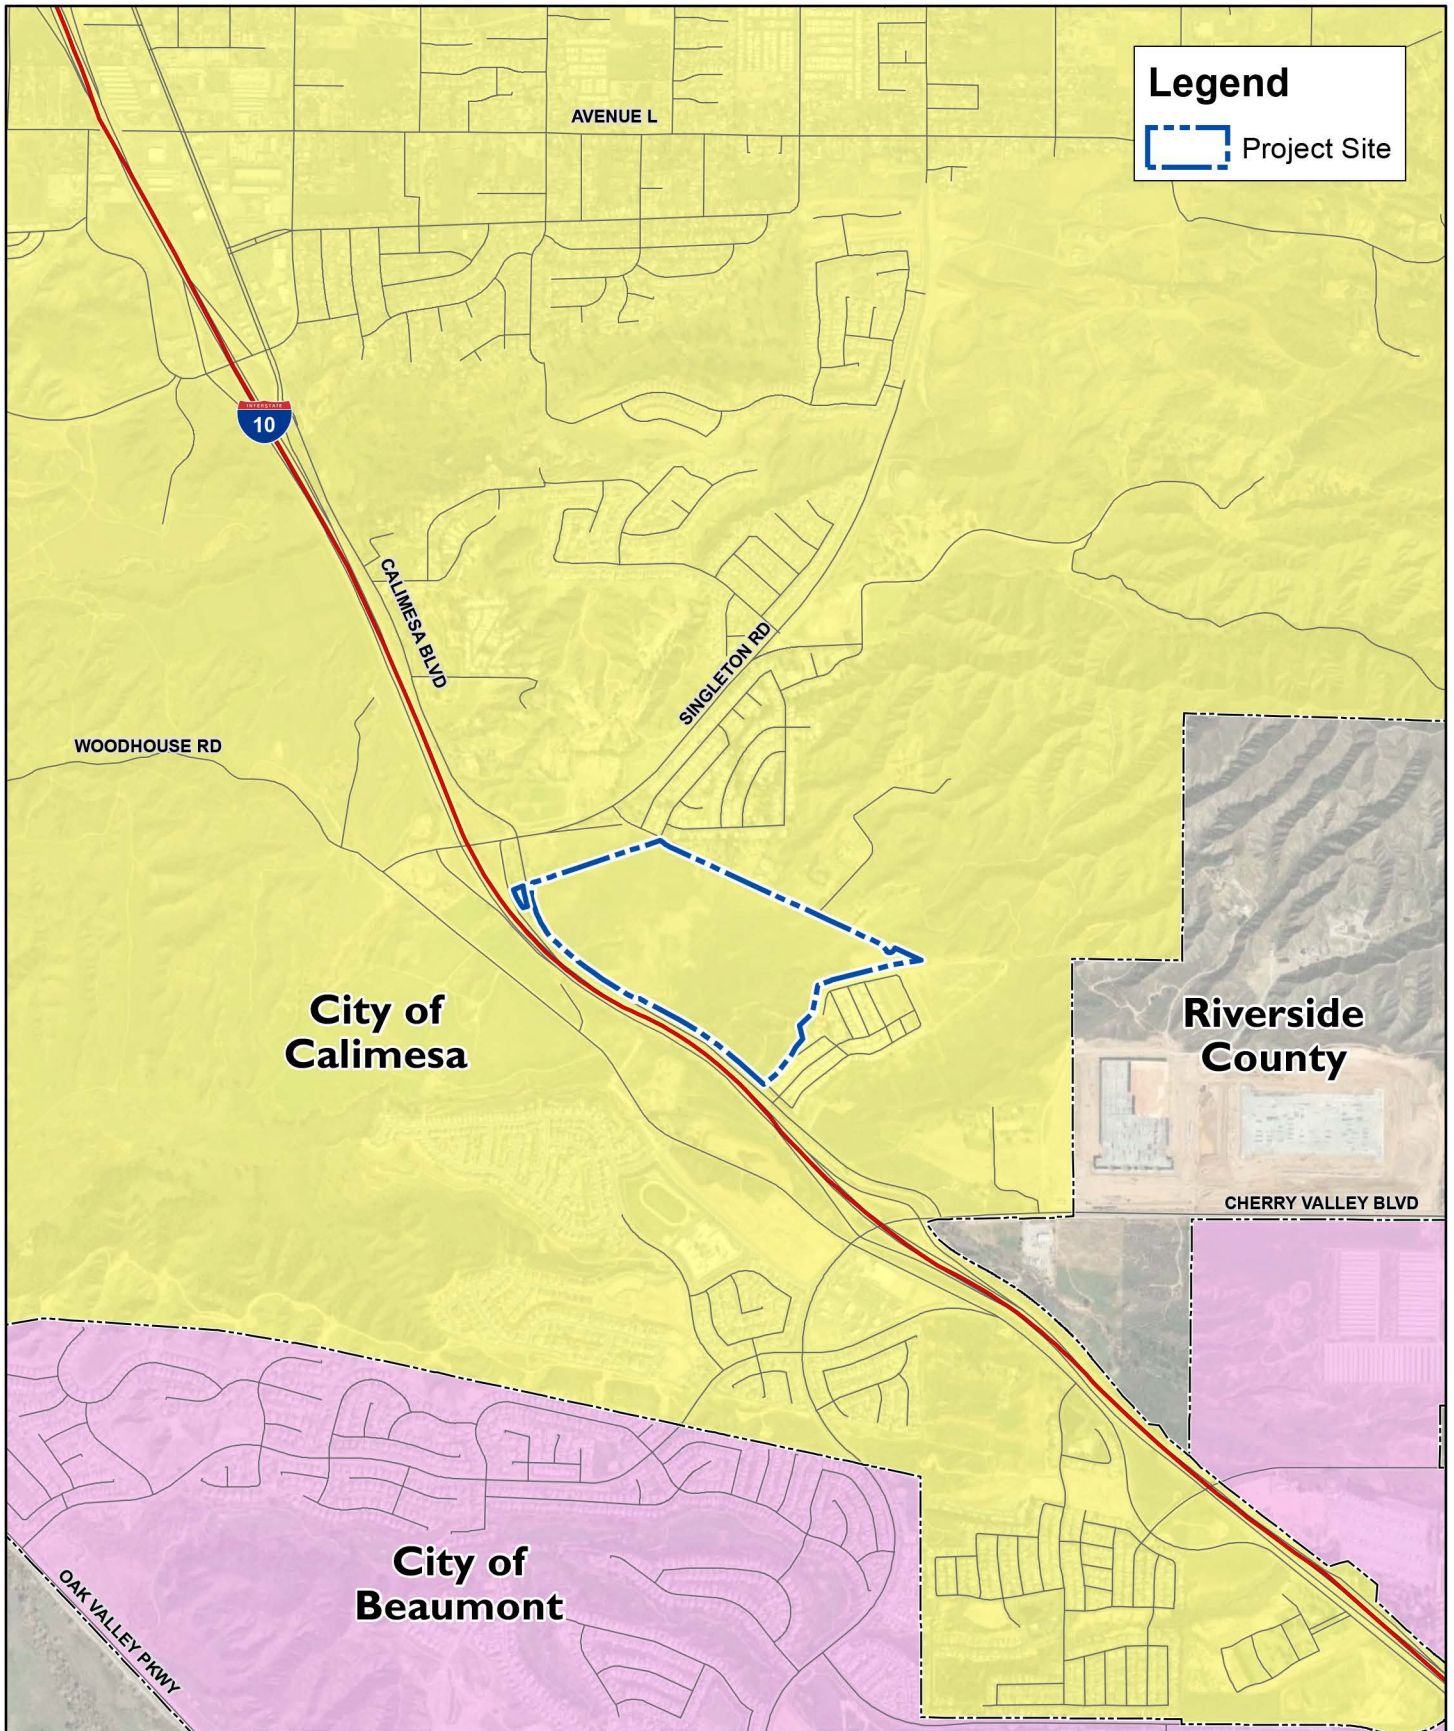 AVENUE L
Legend
Project Site
INTERSTATE
10
CALIMESA BLVD
SINGLETON RD
WOODHOUSE RD
City of
Calimesa
Riverside
County
CHERRY VALLEY BLVD
City of
Beaumont
OAK VALLEY PKWY